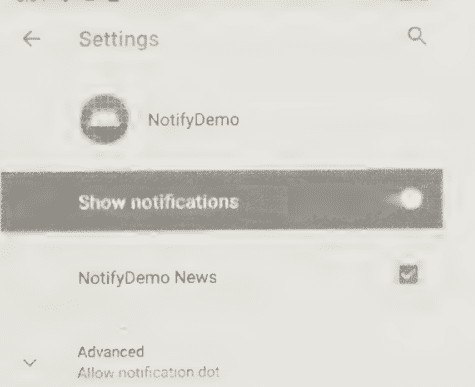 Settings
NotifyDemo
Show notifications
NotifyDemo News
Advanced
Allow notification dot